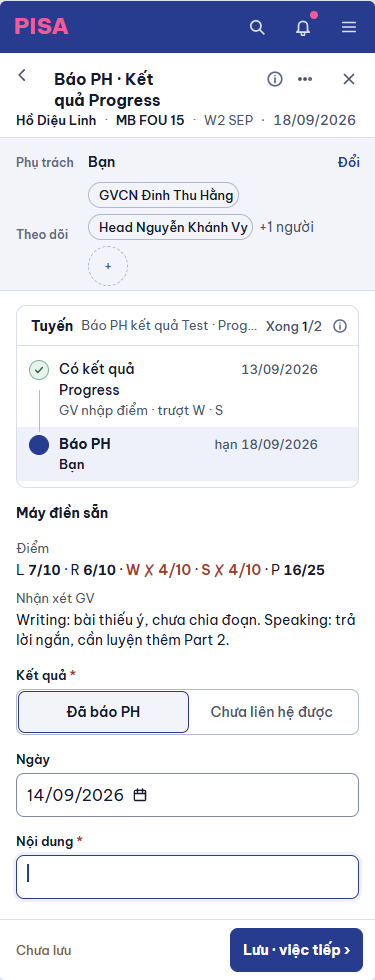 PISA
Báo PH · Kết
quả Progress
Hồ Diệu Linh · MB FOU 15 · W2 SEP · 18/09/2026
Phụ trách Bạn Đổi
GVCN Đinh Thu Hằng
Theo dõi Head Nguyễn Khánh Vy +1 người
+
Tuyến Báo PH kết quả Test · Prog... Xong 1/2
Có kết quả 13/09/2026
Progress
GV nhập điểm · trượt W · S
Báo PH hạn 18/09/2026
Bạn
Máy điền sẵn
Điểm
L 7/10 · R 6/10 · W ✗ 4/10 · S ✗ 4/10 · P 16/25
Nhận xét GV
Writing: bài thiếu ý, chưa chia đoạn. Speaking: trả
lời ngắn, cần luyện thêm Part 2.
Kết quả *
Đã báo PH Chưa liên hệ được
Ngày
14/09/2026
Nội dung *
Chưa lưu Lưu · việc tiếp ›